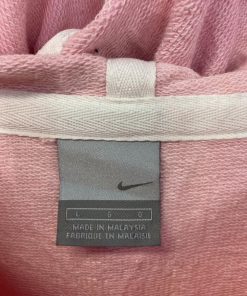 L G G
MADE IN MALAYSIA
FABRIQUE EN MALAISIE